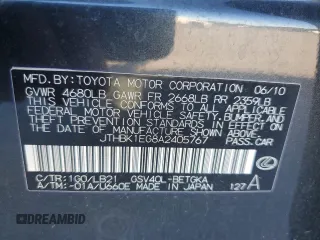 MFD.BY:TOYOTA MOTOR CORPORATION 06/10
GVWR 4680LB GAWR FR 2668LB RR 2359LB
THIS VEHICLE CONFORMS TO ALL APPLICABLE
FEDERAL MOTOR VEHICLE SAFETY, BUMPER, AND
THEFT PREVENTION STANDARDS IN EFFECT ON
THE DATE OF MANUFACTURE SHOWN ABOVE.
JTHBK1EG8A2405767 PASS.CAR
C/TR:1G0/LB21 GSV40L-BETGKA
A/TM:-01A/U660E MADE IN JAPAN 127A